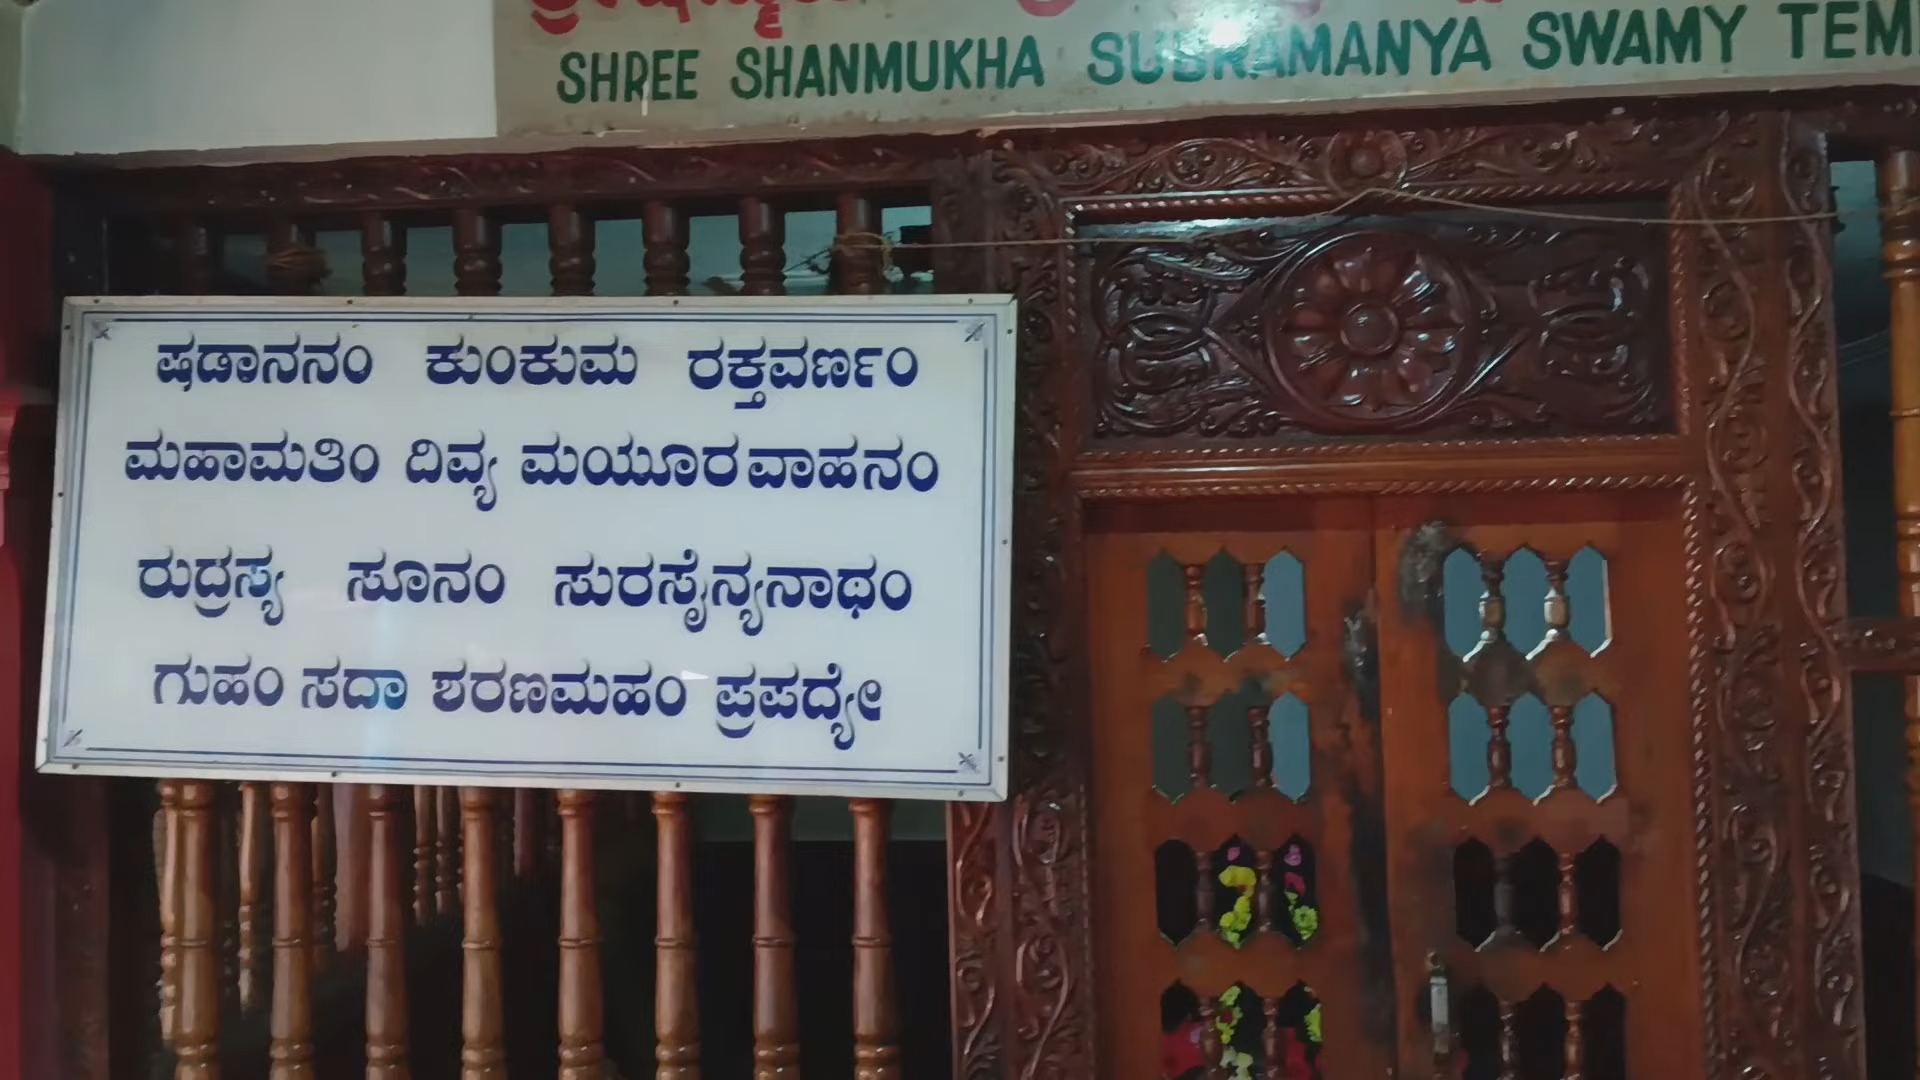 SHREE SHANMUKHA SUBRAMANYA SWAMY
ಷಡಾನನಂ ಕುಂಕುಮ ರಕ್ತವರ್ಣಂ
ಮಹಾಮತಿಂ ದಿವ್ಯ ಮಯೂರವಾಹನಂ
ರುದ್ರಸ್ಯ ಸೂನಂ ಸುರಸೈನ್ಯನಾಥಂ
ಗುಹಂ ಸದಾ ಶರಣಮಹಂ ಪ್ರಪದ್ಯೇ